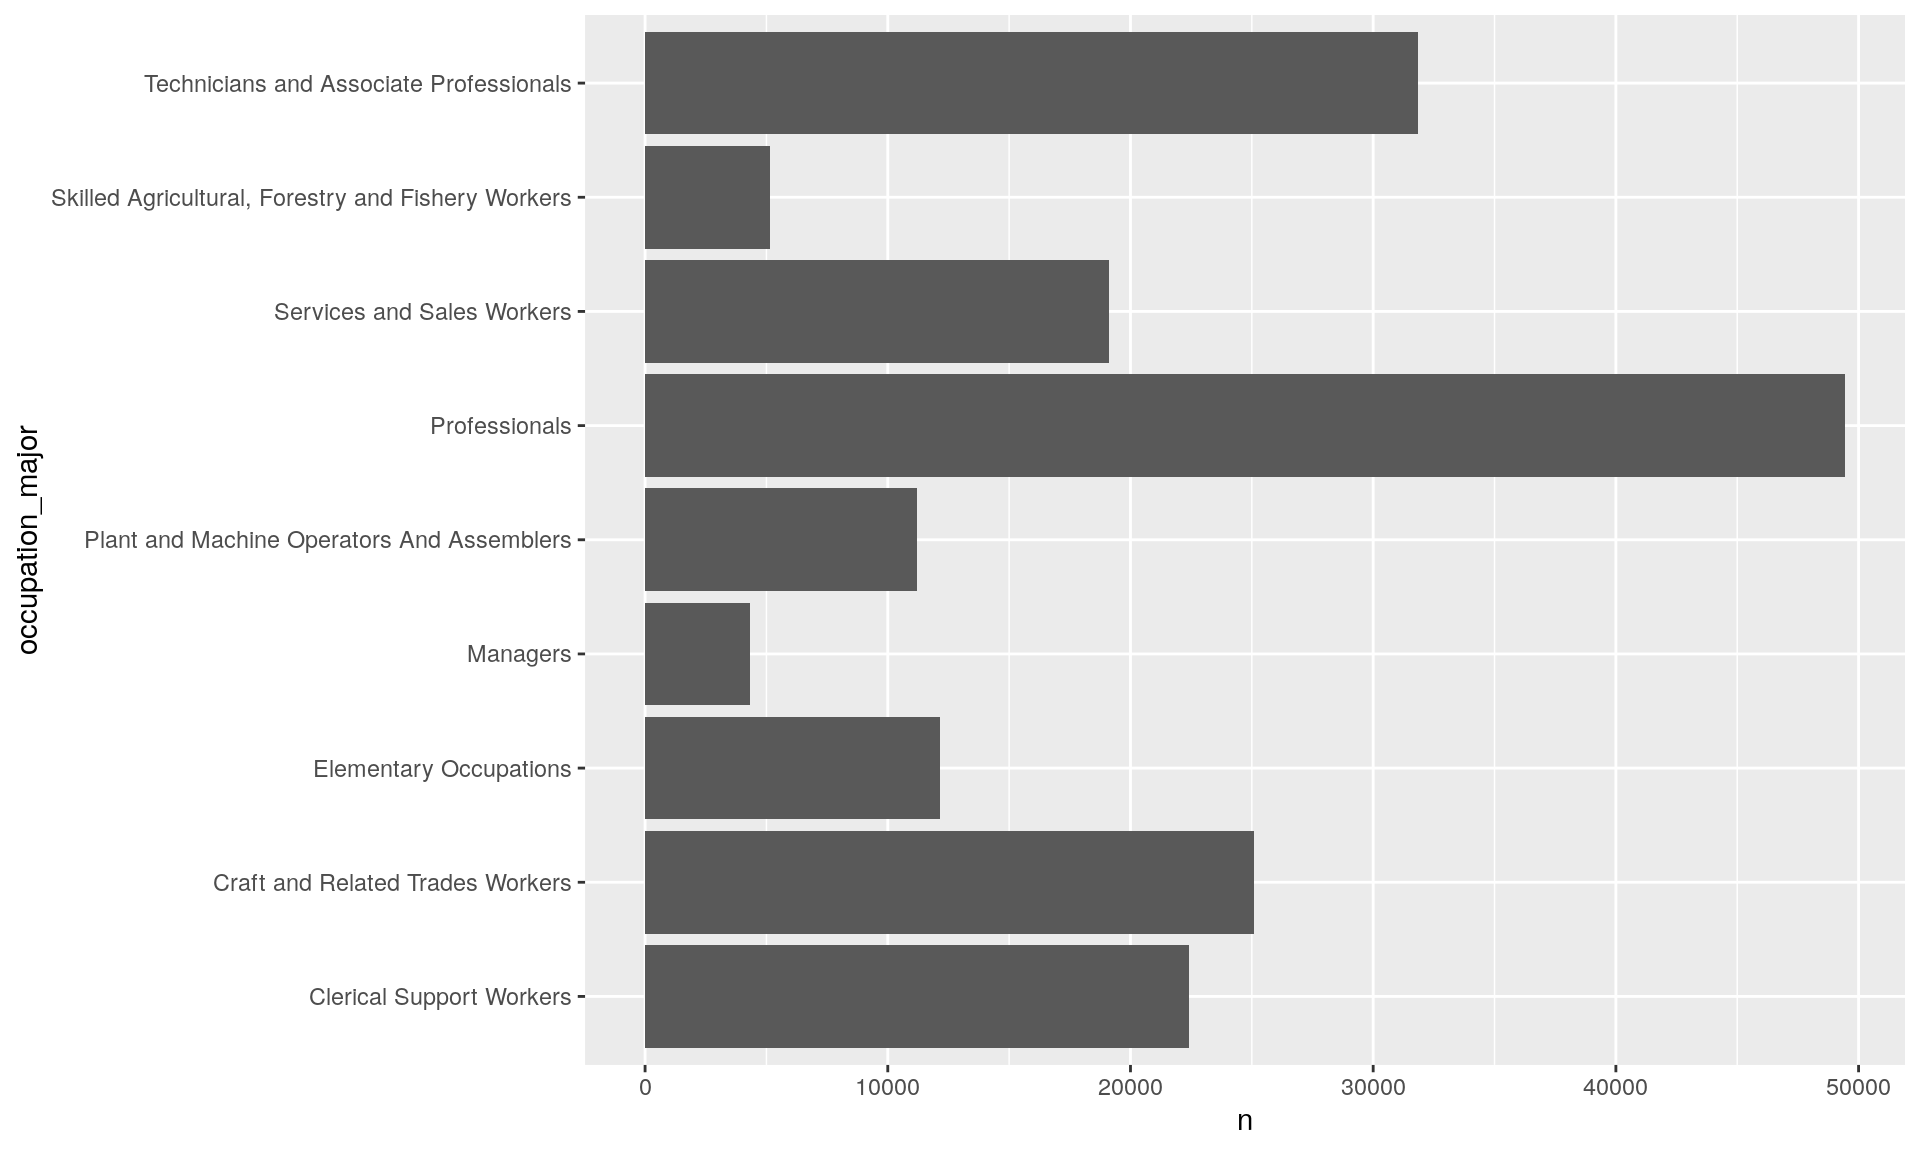 occupation_major
Technicians and Associate Professionals
Skilled Agricultural, Forestry and Fishery Workers
Services and Sales Workers
Professionals
Plant and Machine Operators And Assemblers
Managers
Elementary Occupations
Craft and Related Trades Workers
Clerical Support Workers
0 10000 20000 30000 40000 50000
n